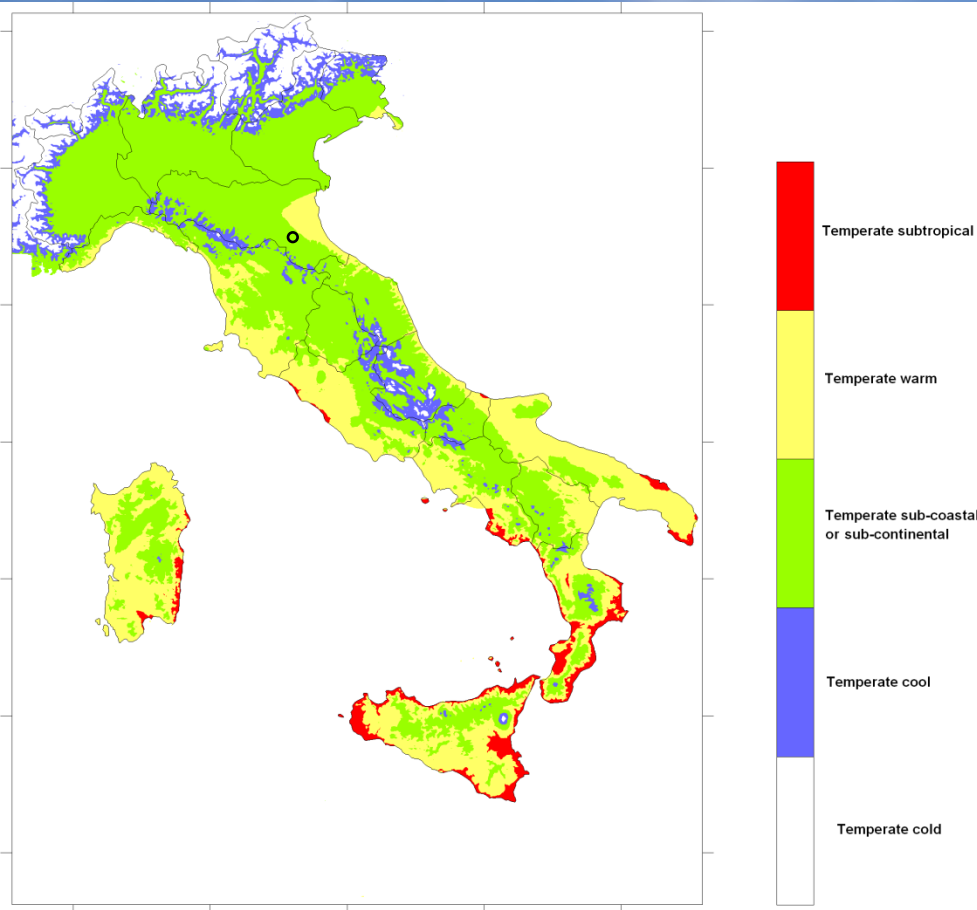 Temperate subtropical
Temperate warm
Temperate sub-coastal
or sub-continental
Temperate cool
Temperate cold